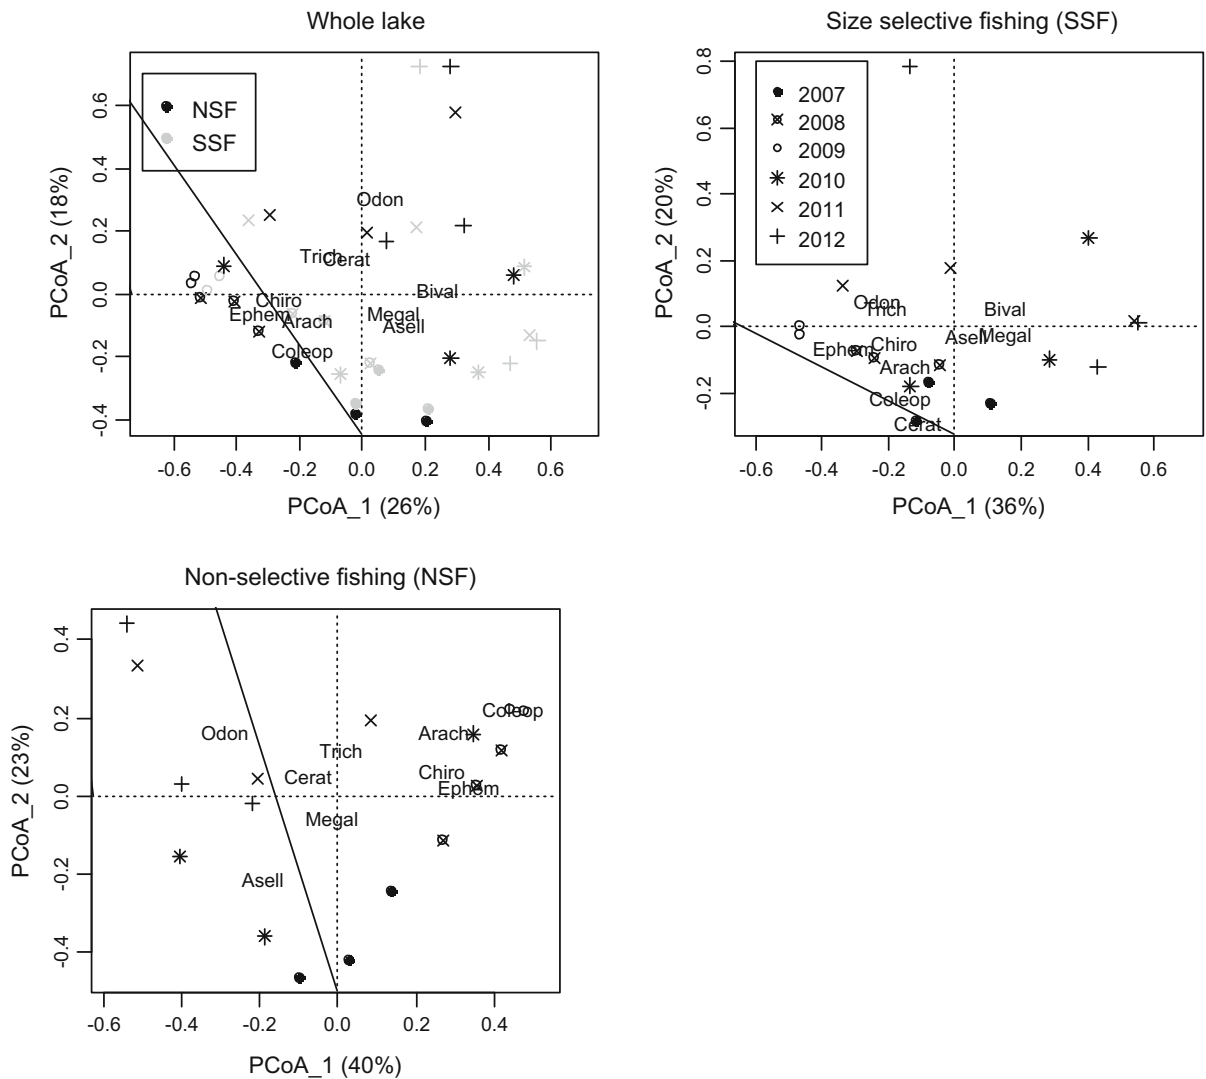 Whole lake
NSF
SSF
Odon
Trich
Cerat
Bival
Chiro
Ephem
Megal
Arach
Asell
Coleop
0.6
0.4
0.2
0.0
-0.2
-0.4
PCoA_2 (18%)
-0.6 -0.4 -0.2 0.0 0.2 0.4 0.6
PCoA_1 (26%)
Size selective fishing (SSF)
2007
2008
2009
2010
2011
2012
Odon
Trich
Bival
Asell
Megal
Ephem
Chiro
Arach
Coleop
Cerat
0.8
0.6
0.4
0.2
0.0
-0.2
PCoA_2 (20%)
-0.6 -0.4 -0.2 0.0 0.2 0.4 0.6
PCoA_1 (36%)
Non-selective fishing (NSF)
Coleop
Odon
Arach
Trich
Cerat
Chiro
Ephem
Megal
Asell
0.4
0.2
0.0
-0.2
-0.4
PCoA_2 (23%)
-0.6 -0.4 -0.2 0.0 0.2 0.4
PCoA_1 (40%)